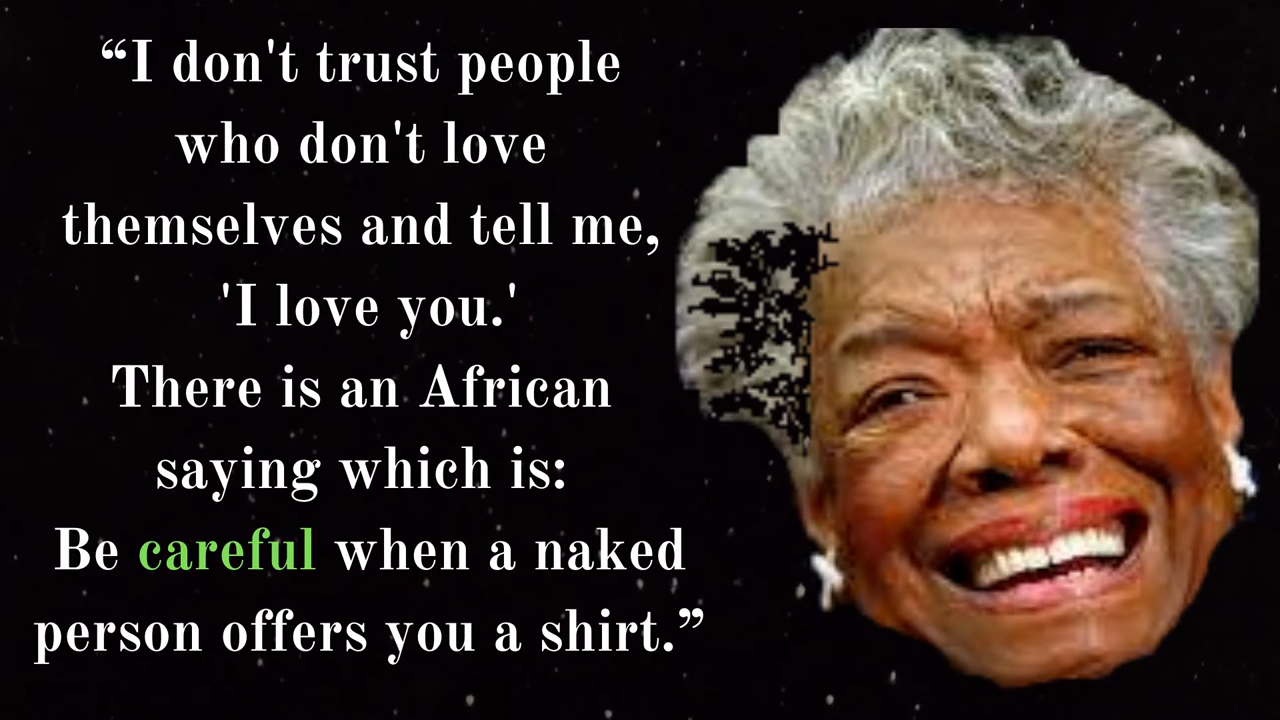 “I don't trust people
who don't love
themselves and tell me,
'I love you.'
There is an African
saying which is:
Be careful when a naked
person offers you a shirt.”